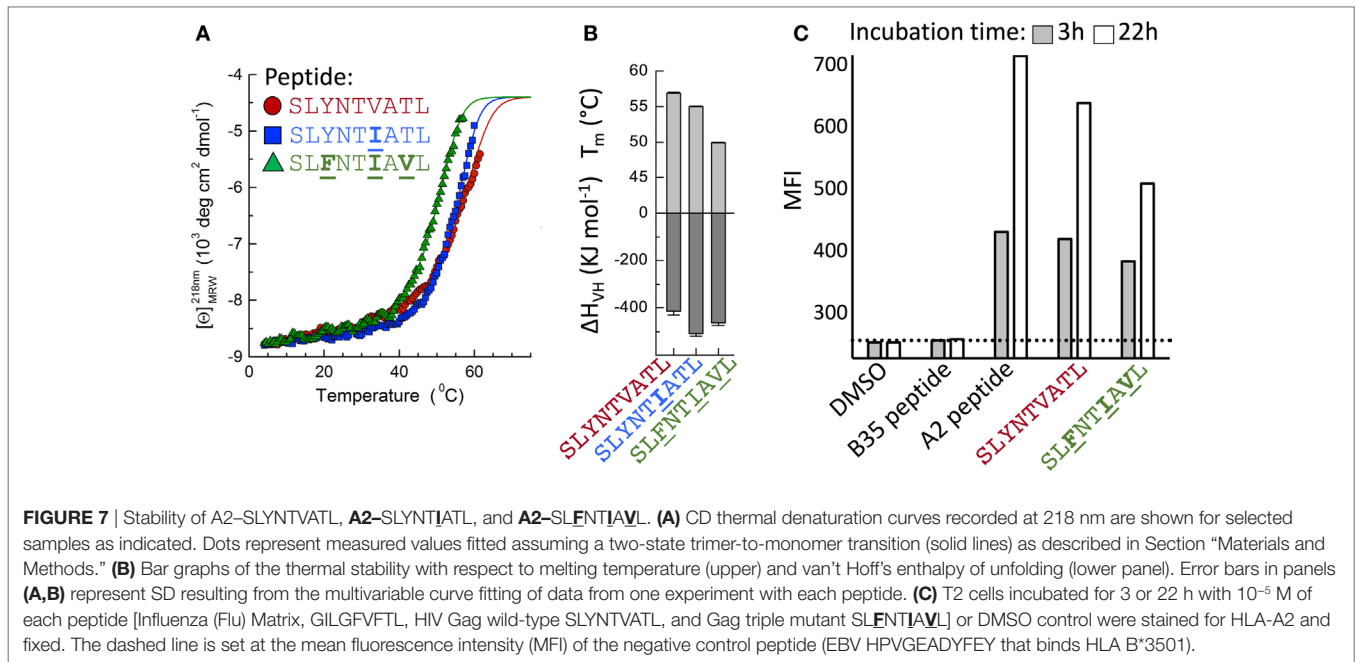 A
Peptide:
SLYNTVATL
SLYNTIATL
SLFNTIAVL
-4
-5
-6
-7
-8
-9
[Θ]218nm MRW (10³ deg cm² dmol⁻¹)
0
20
40
60
Temperature (⁰C)
B
60
55
50
45
0
-200
-400
Tm (°C)
ΔHVH (KJ mol⁻¹)
SLYNTVATL
SLYNTIATL
SLFNTIAVL
C
Incubation time: 3h 22h
700
600
500
400
300
MFI
DMSO
B35 peptide
A2 peptide
SLYNTVATL
SLFNTIAVL
FIGURE 7 | Stability of A2–SLYNTVATL, A2–SLYNTIATL, and A2–SLFNTIAVL. (A) CD thermal denaturation curves recorded at 218 nm are shown for selected
samples as indicated. Dots represent measured values fitted assuming a two-state trimer-to-monomer transition (solid lines) as described in Section “Materials and
Methods.” (B) Bar graphs of the thermal stability with respect to melting temperature (upper) and van’t Hoff’s enthalpy of unfolding (lower panel). Error bars in panels
(A,B) represent SD resulting from the multivariable curve fitting of data from one experiment with each peptide. (C) T2 cells incubated for 3 or 22 h with 10⁻⁵ M of
each peptide [Influenza (Flu) Matrix, GILGFVFTL, HIV Gag wild-type SLYNTVATL, and Gag triple mutant SLFNTIAVL] or DMSO control were stained for HLA-A2 and
fixed. The dashed line is set at the mean fluorescence intensity (MFI) of the negative control peptide (EBV HPVGEADYFEY that binds HLA B*3501).